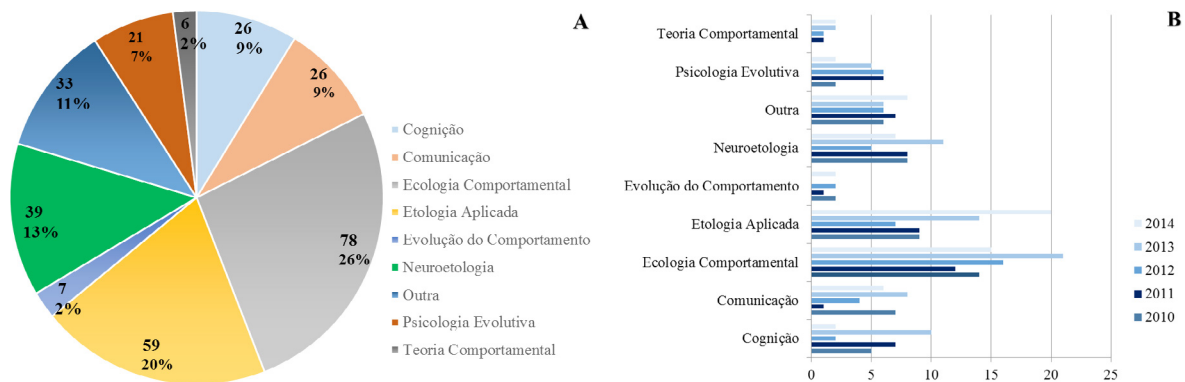 A
26
9%
26
9%
78
26%
59
20%
7
2%
39
13%
33
11%
21
7%
6
2%
Cognição
Comunicação
Ecologia Comportamental
Etologia Aplicada
Evolução do Comportamento
Neuroetologia
Outra
Psicologia Evolutiva
Teoria Comportamental
B
Teoria Comportamental
Psicologia Evolutiva
Outra
Neuroetologia
Evolução do Comportamento
Etologia Aplicada
Ecologia Comportamental
Comunicação
Cognição
0 5 10 15 20 25
2014
2013
2012
2011
2010